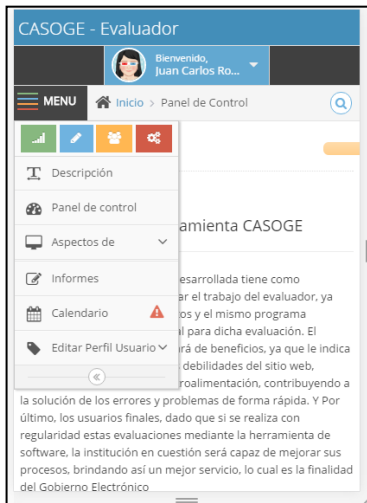 CASOGE - Evaluador
Bienvenido,
Juan Carlos Ro...
MENU
Inicio > Panel de Control
Descripción
Panel de control
Aspectos de
Informes
Calendario
Editar Perfil Usuario
amienta CASOGE
esarrollada tiene como
ar el trabajo del evaluador, ya
os y el mismo programa
al para dicha evaluación. El
ará de beneficios, ya que le indica
debilidades del sitio web,
roalimentación, contribuyendo a
la solución de los errores y problemas de forma rápida. Y Por
último, los usuarios finales, dado que si se realiza con
regularidad estas evaluaciones mediante la herramienta de
software, la institución en cuestión será capaz de mejorar sus
procesos, brindando así un mejor servicio, lo cual es la finalidad
del Gobierno Electrónico